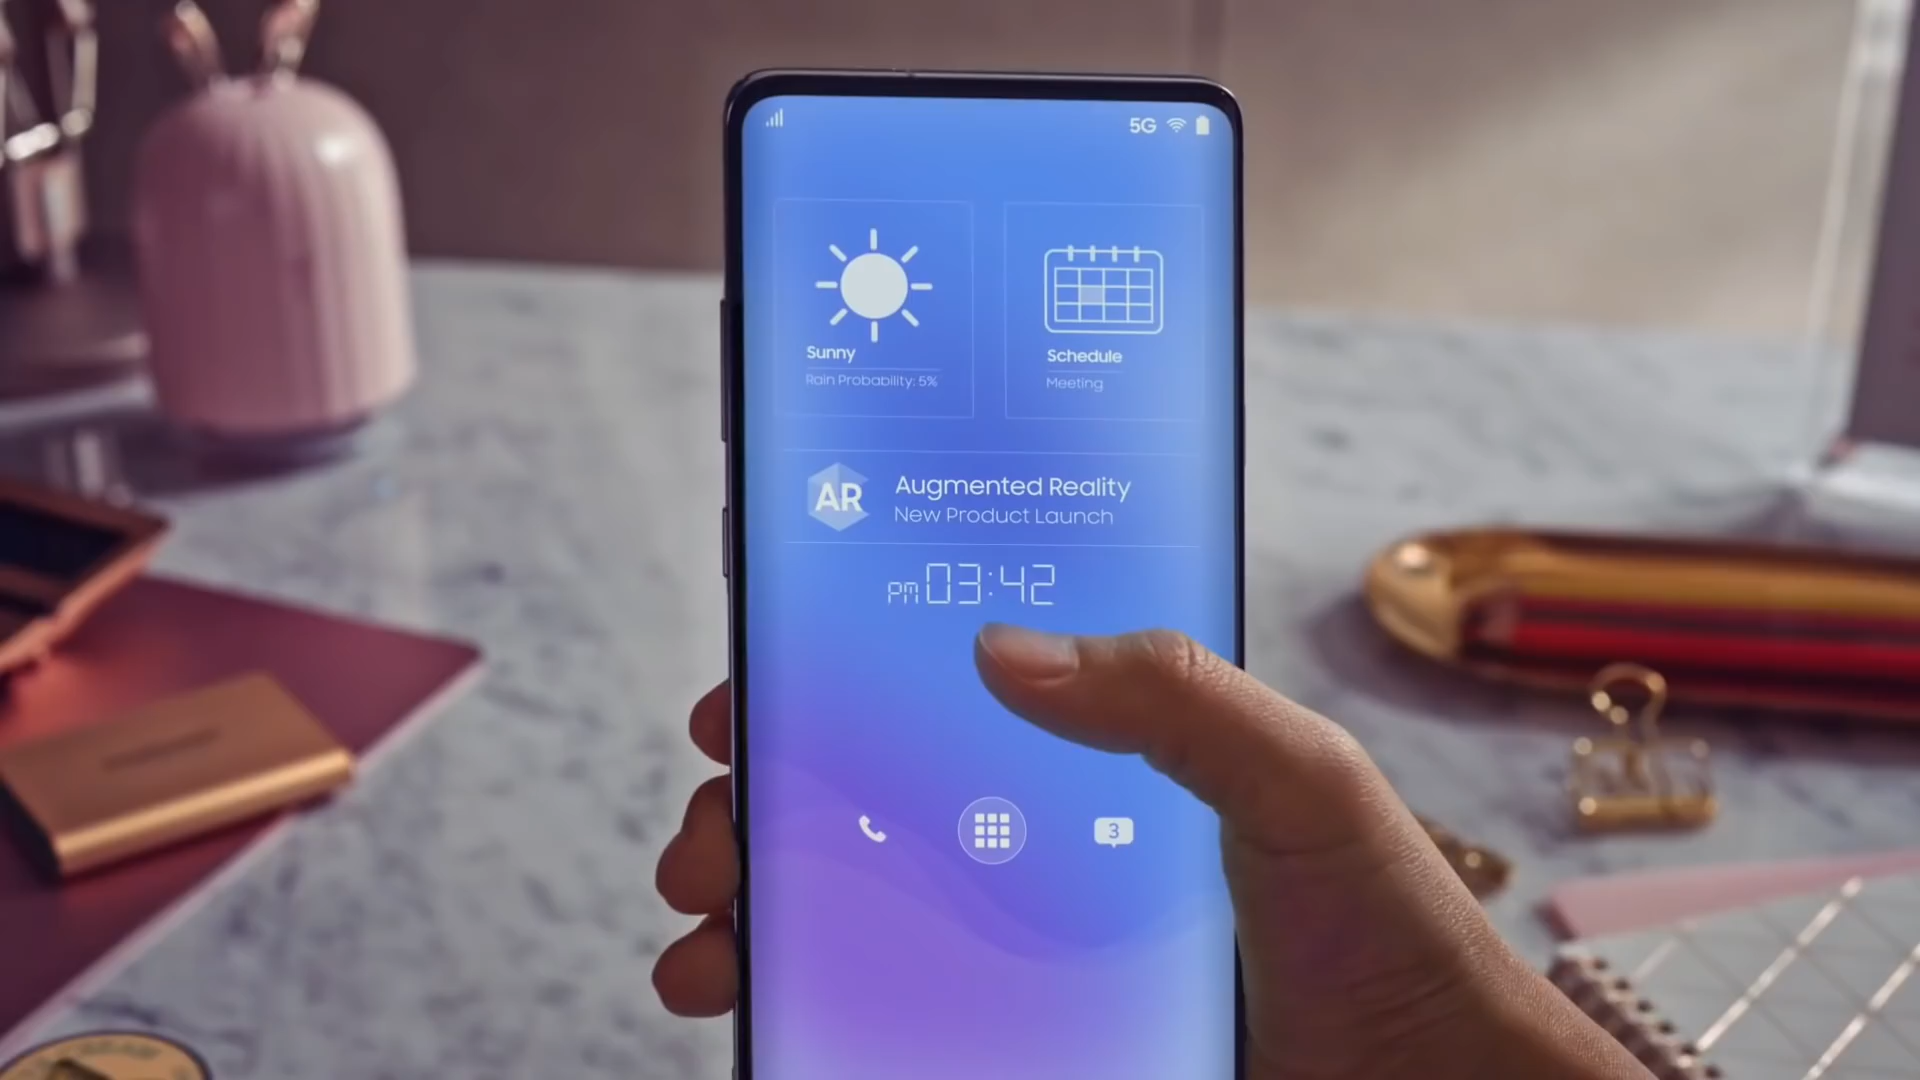 5G
Sunny
Rain Probability: 5%
Schedule
Meeting
AR
Augmented Reality
New Product Launch
PM 03:42
3